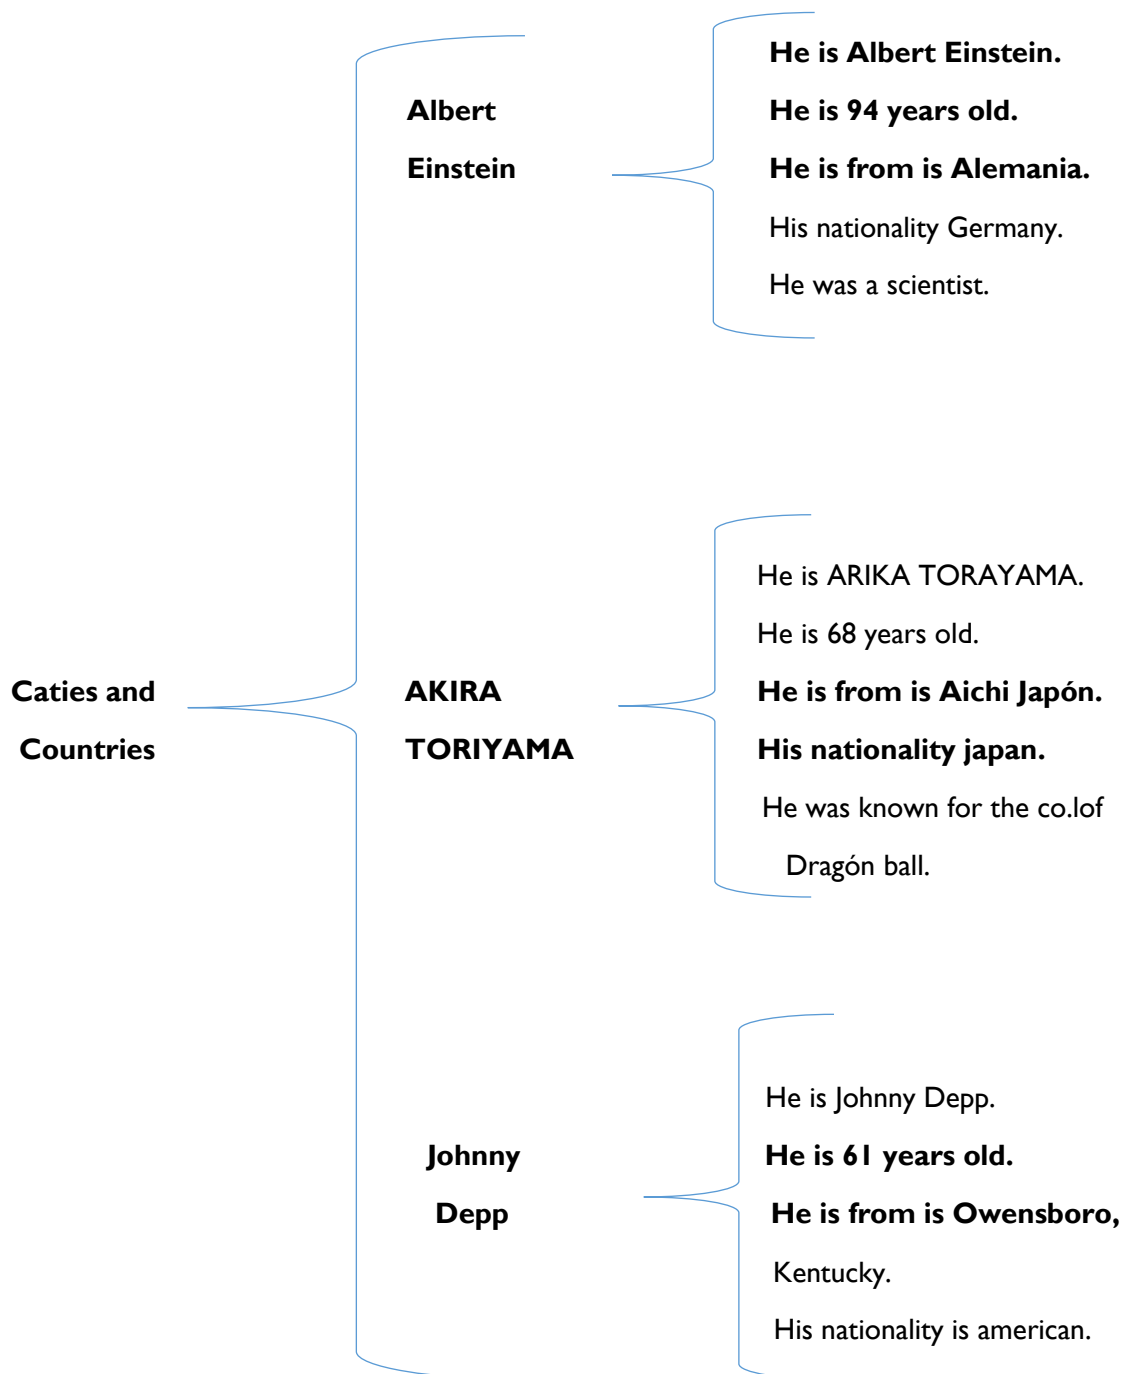 Caties and
Countries
Albert
Einstein
He is Albert Einstein.
He is 94 years old.
He is from is Alemania.
His nationality Germany.
He was a scientist.
AKIRA
TORIYAMA
He is ARIKA TORAYAMA.
He is 68 years old.
He is from is Aichi Japón.
His nationality japan.
He was known for the co.lof
Dragón ball.
Johnny
Depp
He is Johnny Depp.
He is 61 years old.
He is from is Owensboro,
Kentucky.
His nationality is american.